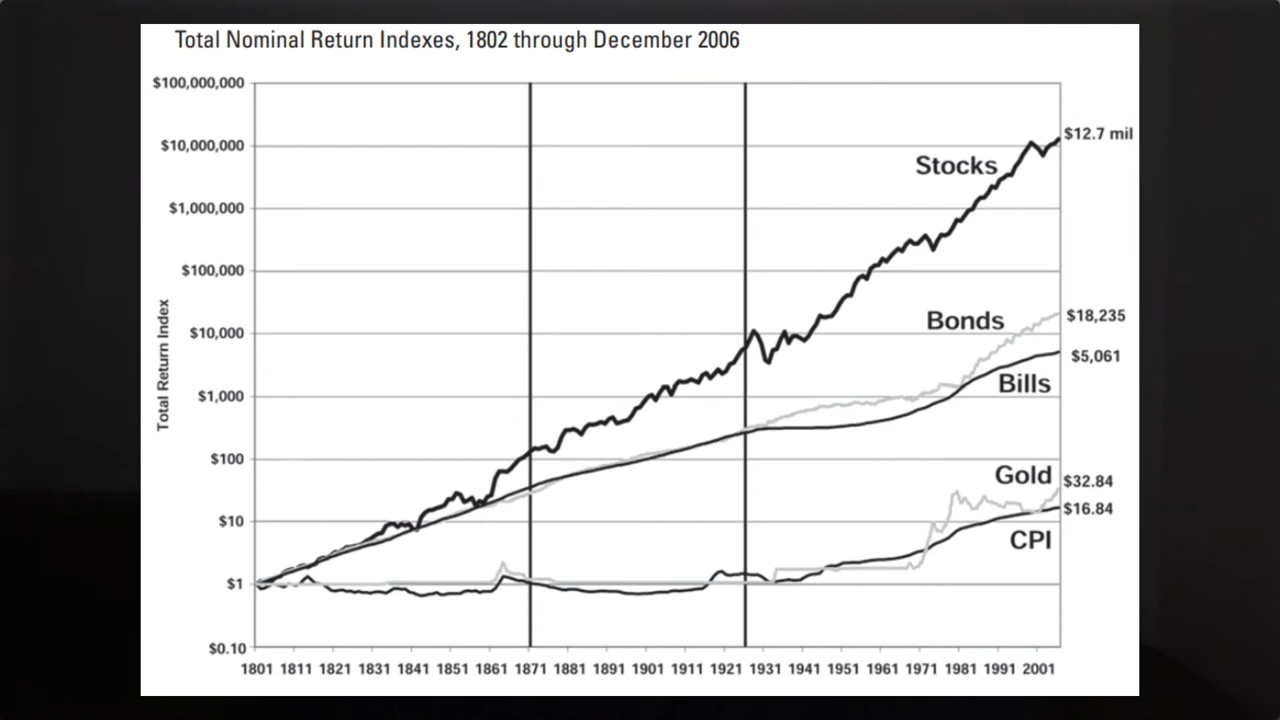 Total Nominal Return Indexes, 1802 through December 2006
$100,000,000
$10,000,000
$1,000,000
$100,000
$10,000
$1,000
$100
$10
$1
$0.10
Total Return Index
Stocks
$12.7 mil
Bonds
$18,235
$5,061
Bills
Gold
$32.84
$16.84
CPI
1801 1811 1821 1831 1841 1851 1861 1871 1881 1891 1901 1911 1921 1931 1941 1951 1961 1971 1981 1991 2001